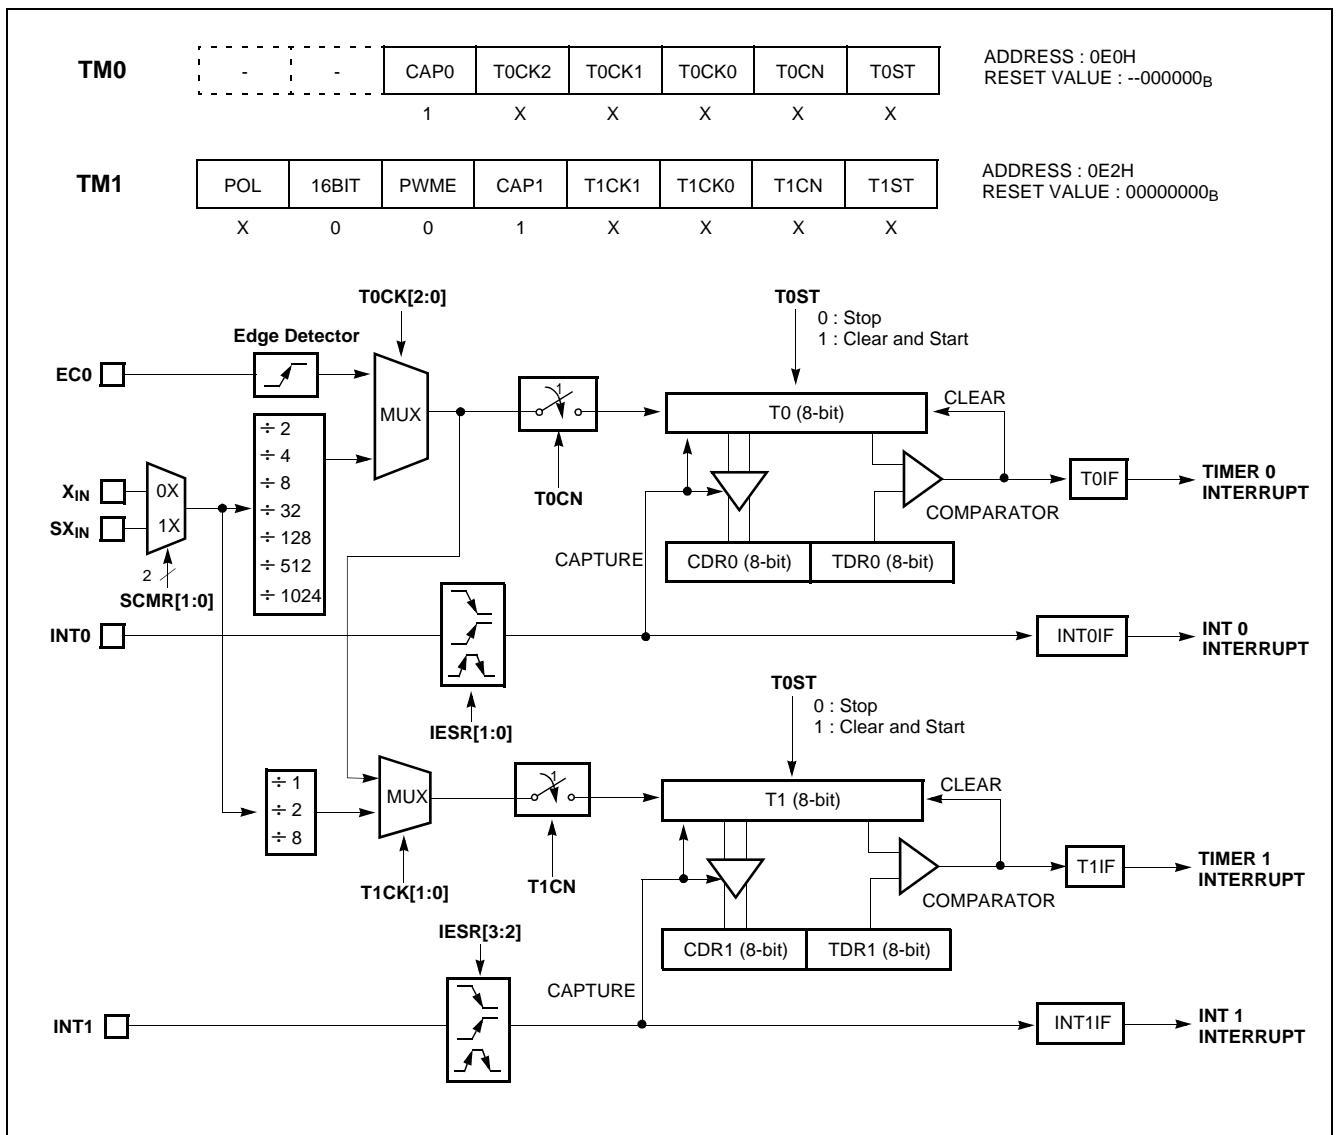 TM0
- - CAP0 T0CK2 T0CK1 T0CK0 T0CN T0ST
1 X X X X X
ADDRESS : 0E0H
RESET VALUE : --000000B
TM1
POL 16BIT PWME CAP1 T1CK1 T1CK0 T1CN T1ST
X 0 0 1 X X X X
ADDRESS : 0E2H
RESET VALUE : 00000000B
T0CK[2:0]
T0ST
0 : Stop
1 : Clear and Start
Edge Detector
EC0
MUX
1
T0CN
T0 (8-bit)
CLEAR
÷ 2
÷ 4
÷ 8
÷ 32
÷ 128
÷ 512
÷ 1024
XIN
SXIN
0X
1X
2
SCMR[1:0]
COMPARATOR
T0IF
TIMER 0
INTERRUPT
CAPTURE
CDR0 (8-bit)
TDR0 (8-bit)
INT0
IESR[1:0]
INT0IF
INT 0
INTERRUPT
T0ST
0 : Stop
1 : Clear and Start
÷ 1
÷ 2
÷ 8
MUX
T1CK[1:0]
1
T1CN
T1 (8-bit)
CLEAR
COMPARATOR
T1IF
TIMER 1
INTERRUPT
CDR1 (8-bit)
TDR1 (8-bit)
IESR[3:2]
CAPTURE
INT1
INT1IF
INT 1
INTERRUPT